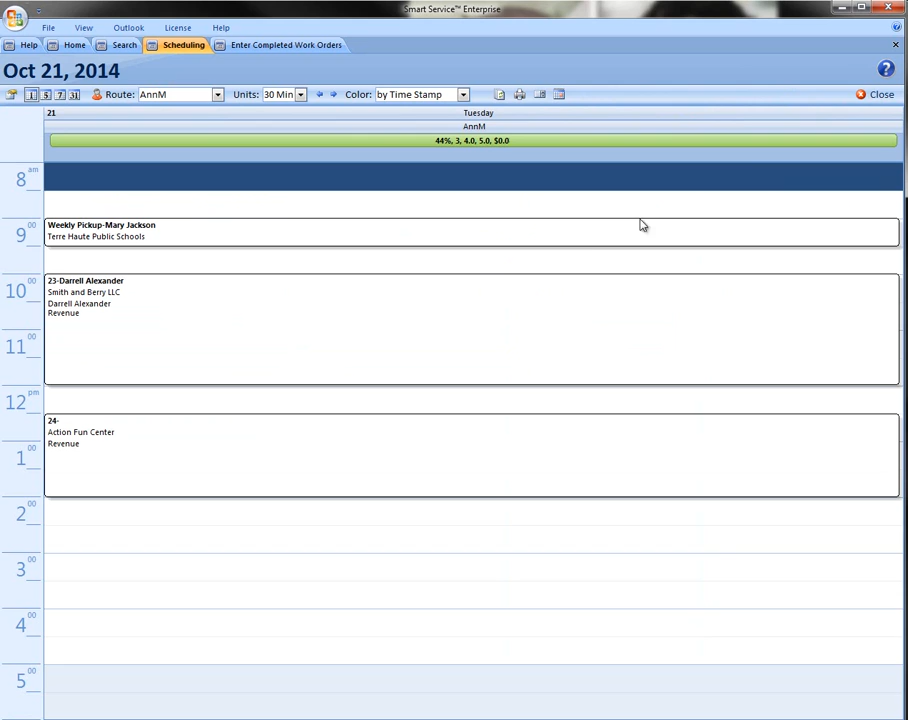 Smart Service™ Enterprise
File View Outlook License Help
Help Home Search Scheduling Enter Completed Work Orders
Oct 21, 2014
1 5 7 31 Route: AnnM Units: 30 Min Color: by Time Stamp Close
21 Tuesday
AnnM
44%, 3, 4.0, 5.0, $0.0
8 am
9 00
Weekly Pickup-Mary Jackson
Terre Haute Public Schools
10 00
23-Darrell Alexander
Smith and Berry LLC
Darrell Alexander
Revenue
11 00
12 pm
24-
Action Fun Center
Revenue
1 00
2 00
3 00
4 00
5 00